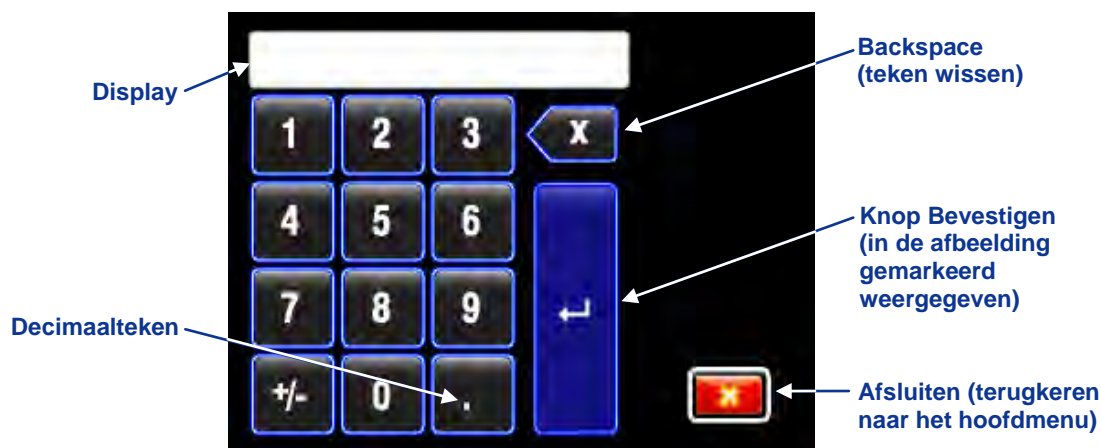 Display
Backspace
(teken wissen)
1 2 3 X
4 5 6
Knop Bevestigen
(in de afbeelding
gemarkeerd
weergegeven)
7 8 9
Decimaalteken
+/- 0 .
Afsluiten (terugkeren
naar het hoofdmenu)